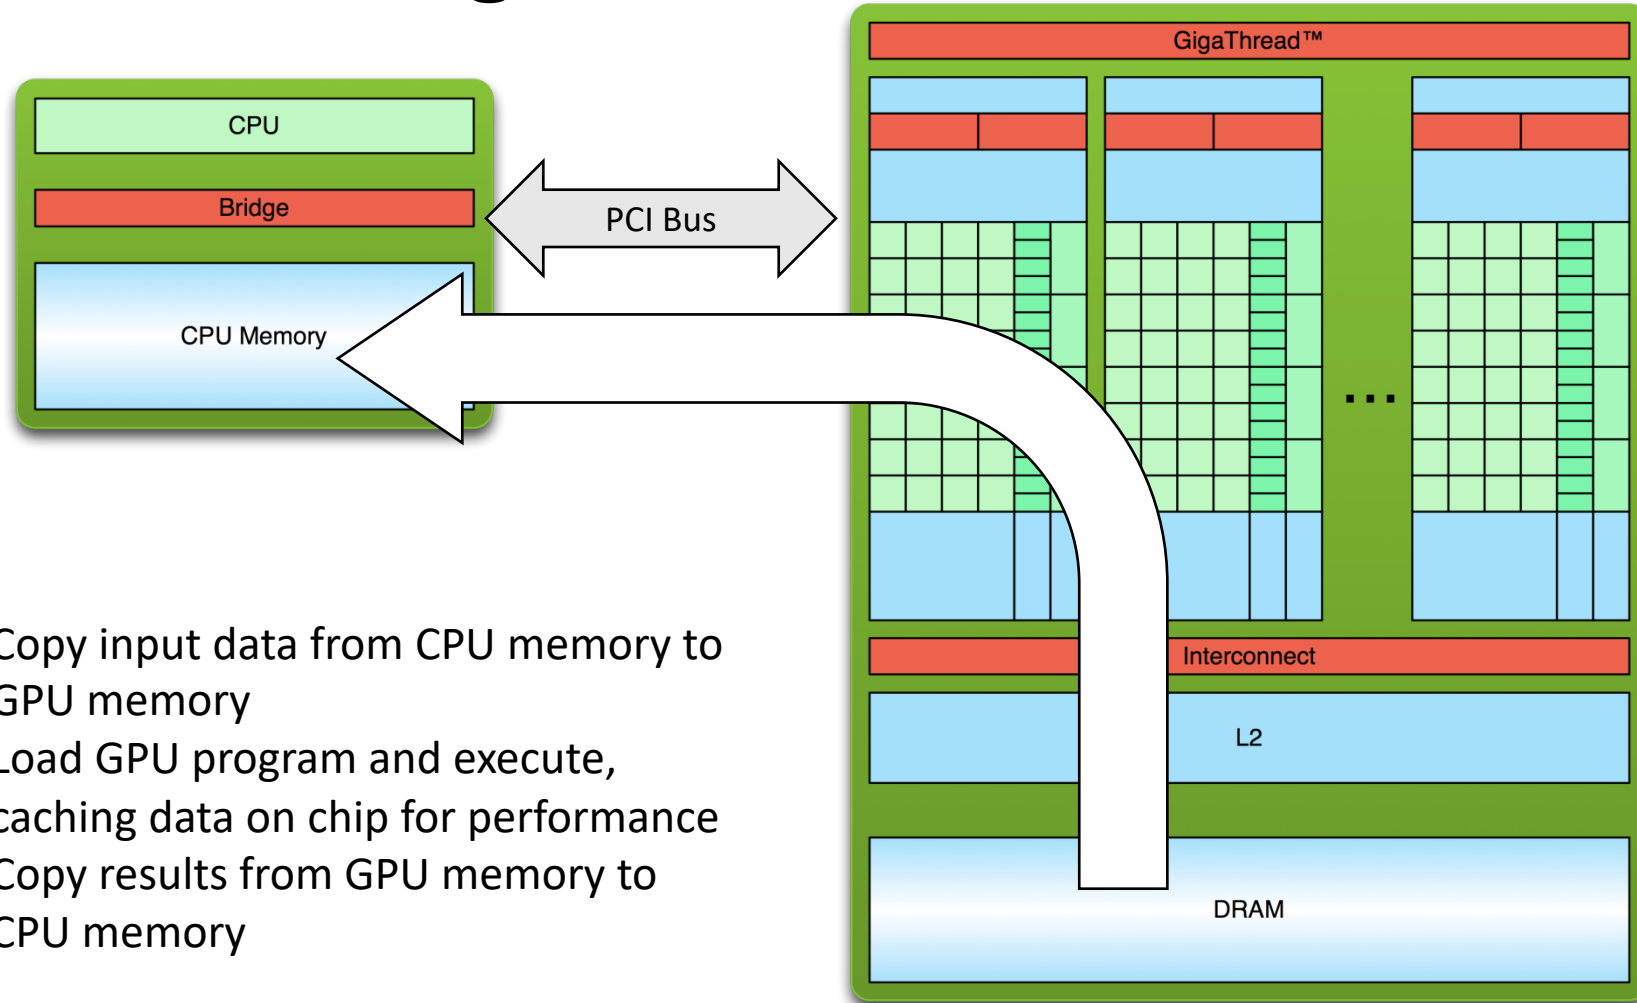 GigaThread™
CPU
Bridge
PCI Bus
CPU Memory
...
Interconnect
L2
DRAM
Copy input data from CPU memory to
GPU memory
Load GPU program and execute,
caching data on chip for performance
Copy results from GPU memory to
CPU memory